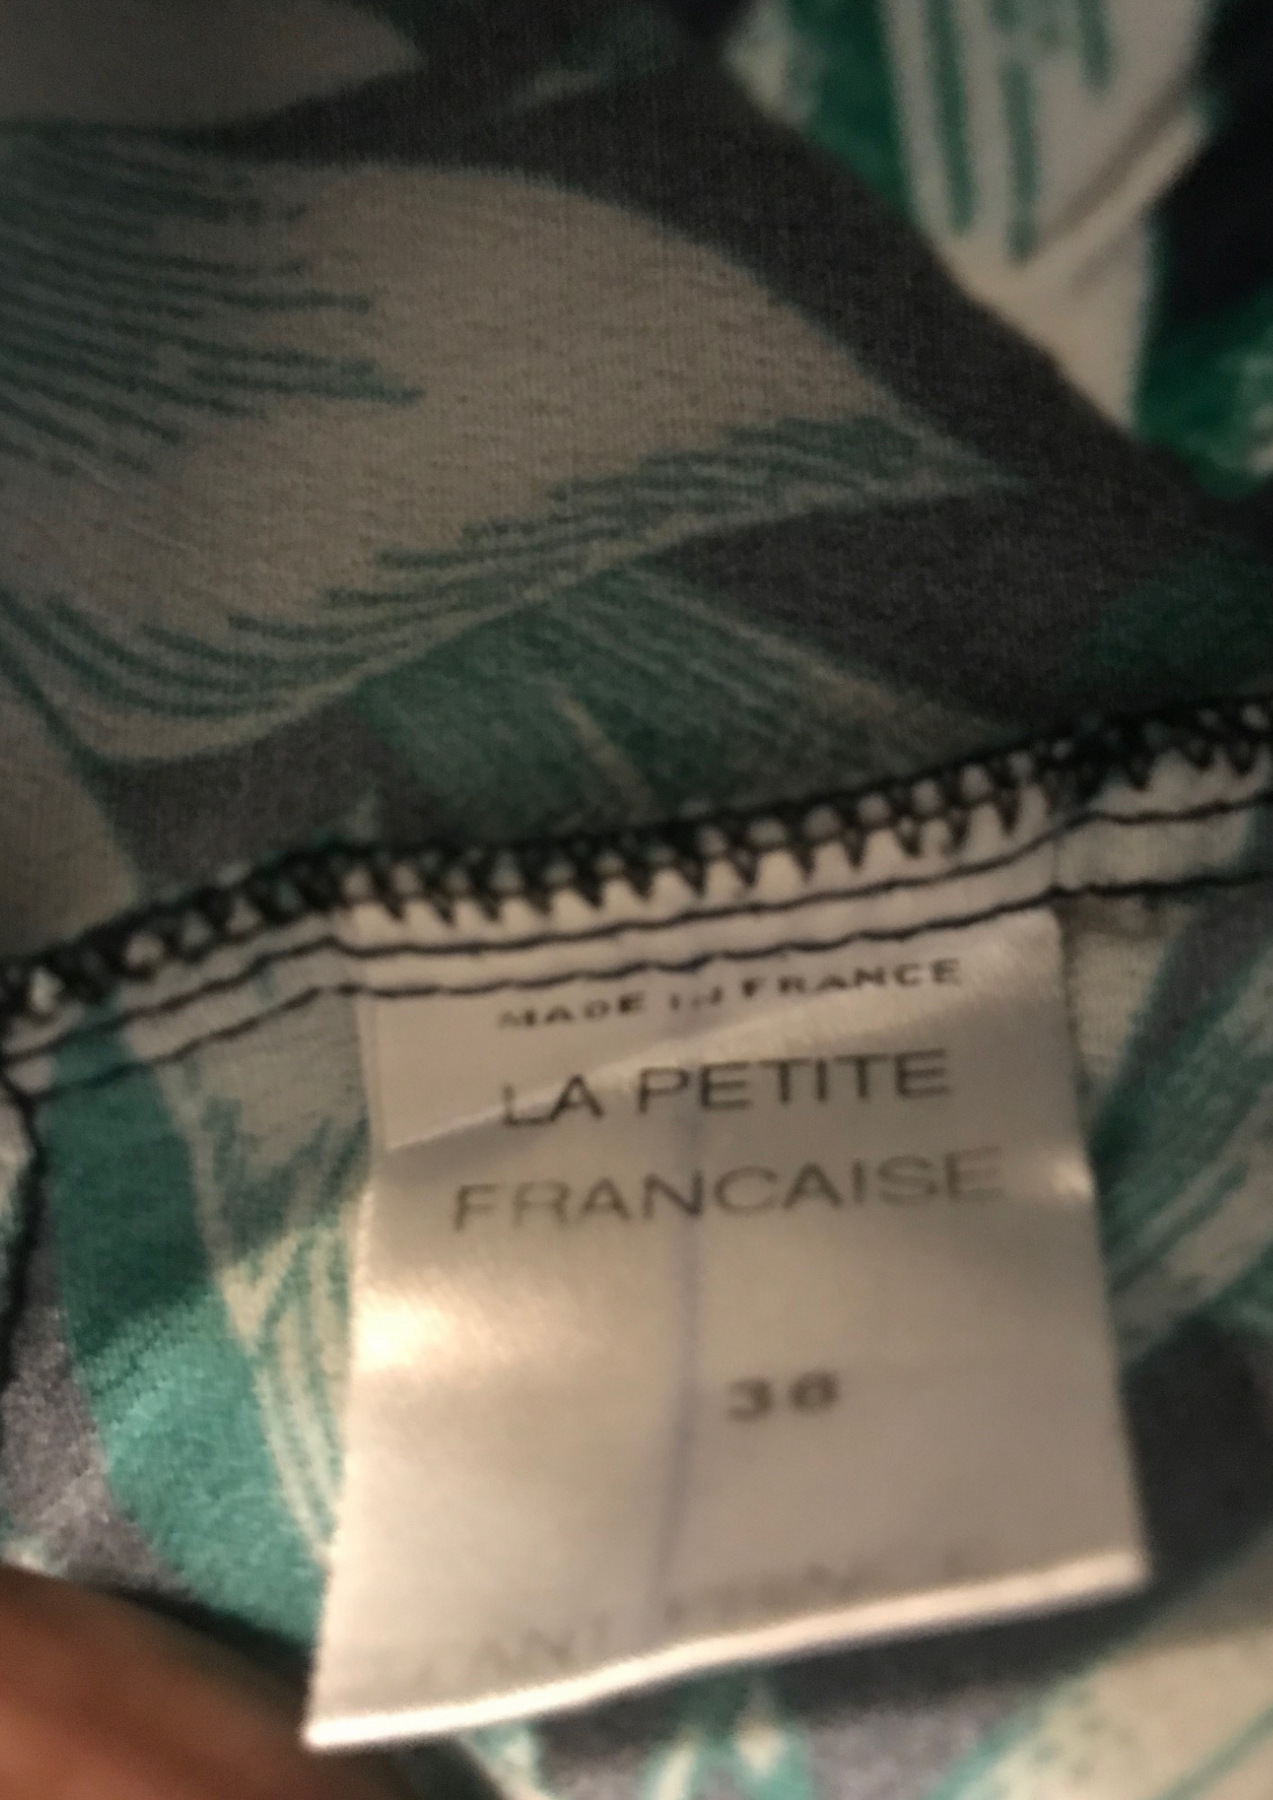 MADE IN FRANCE
LA PETITE
FRANCAISE
36